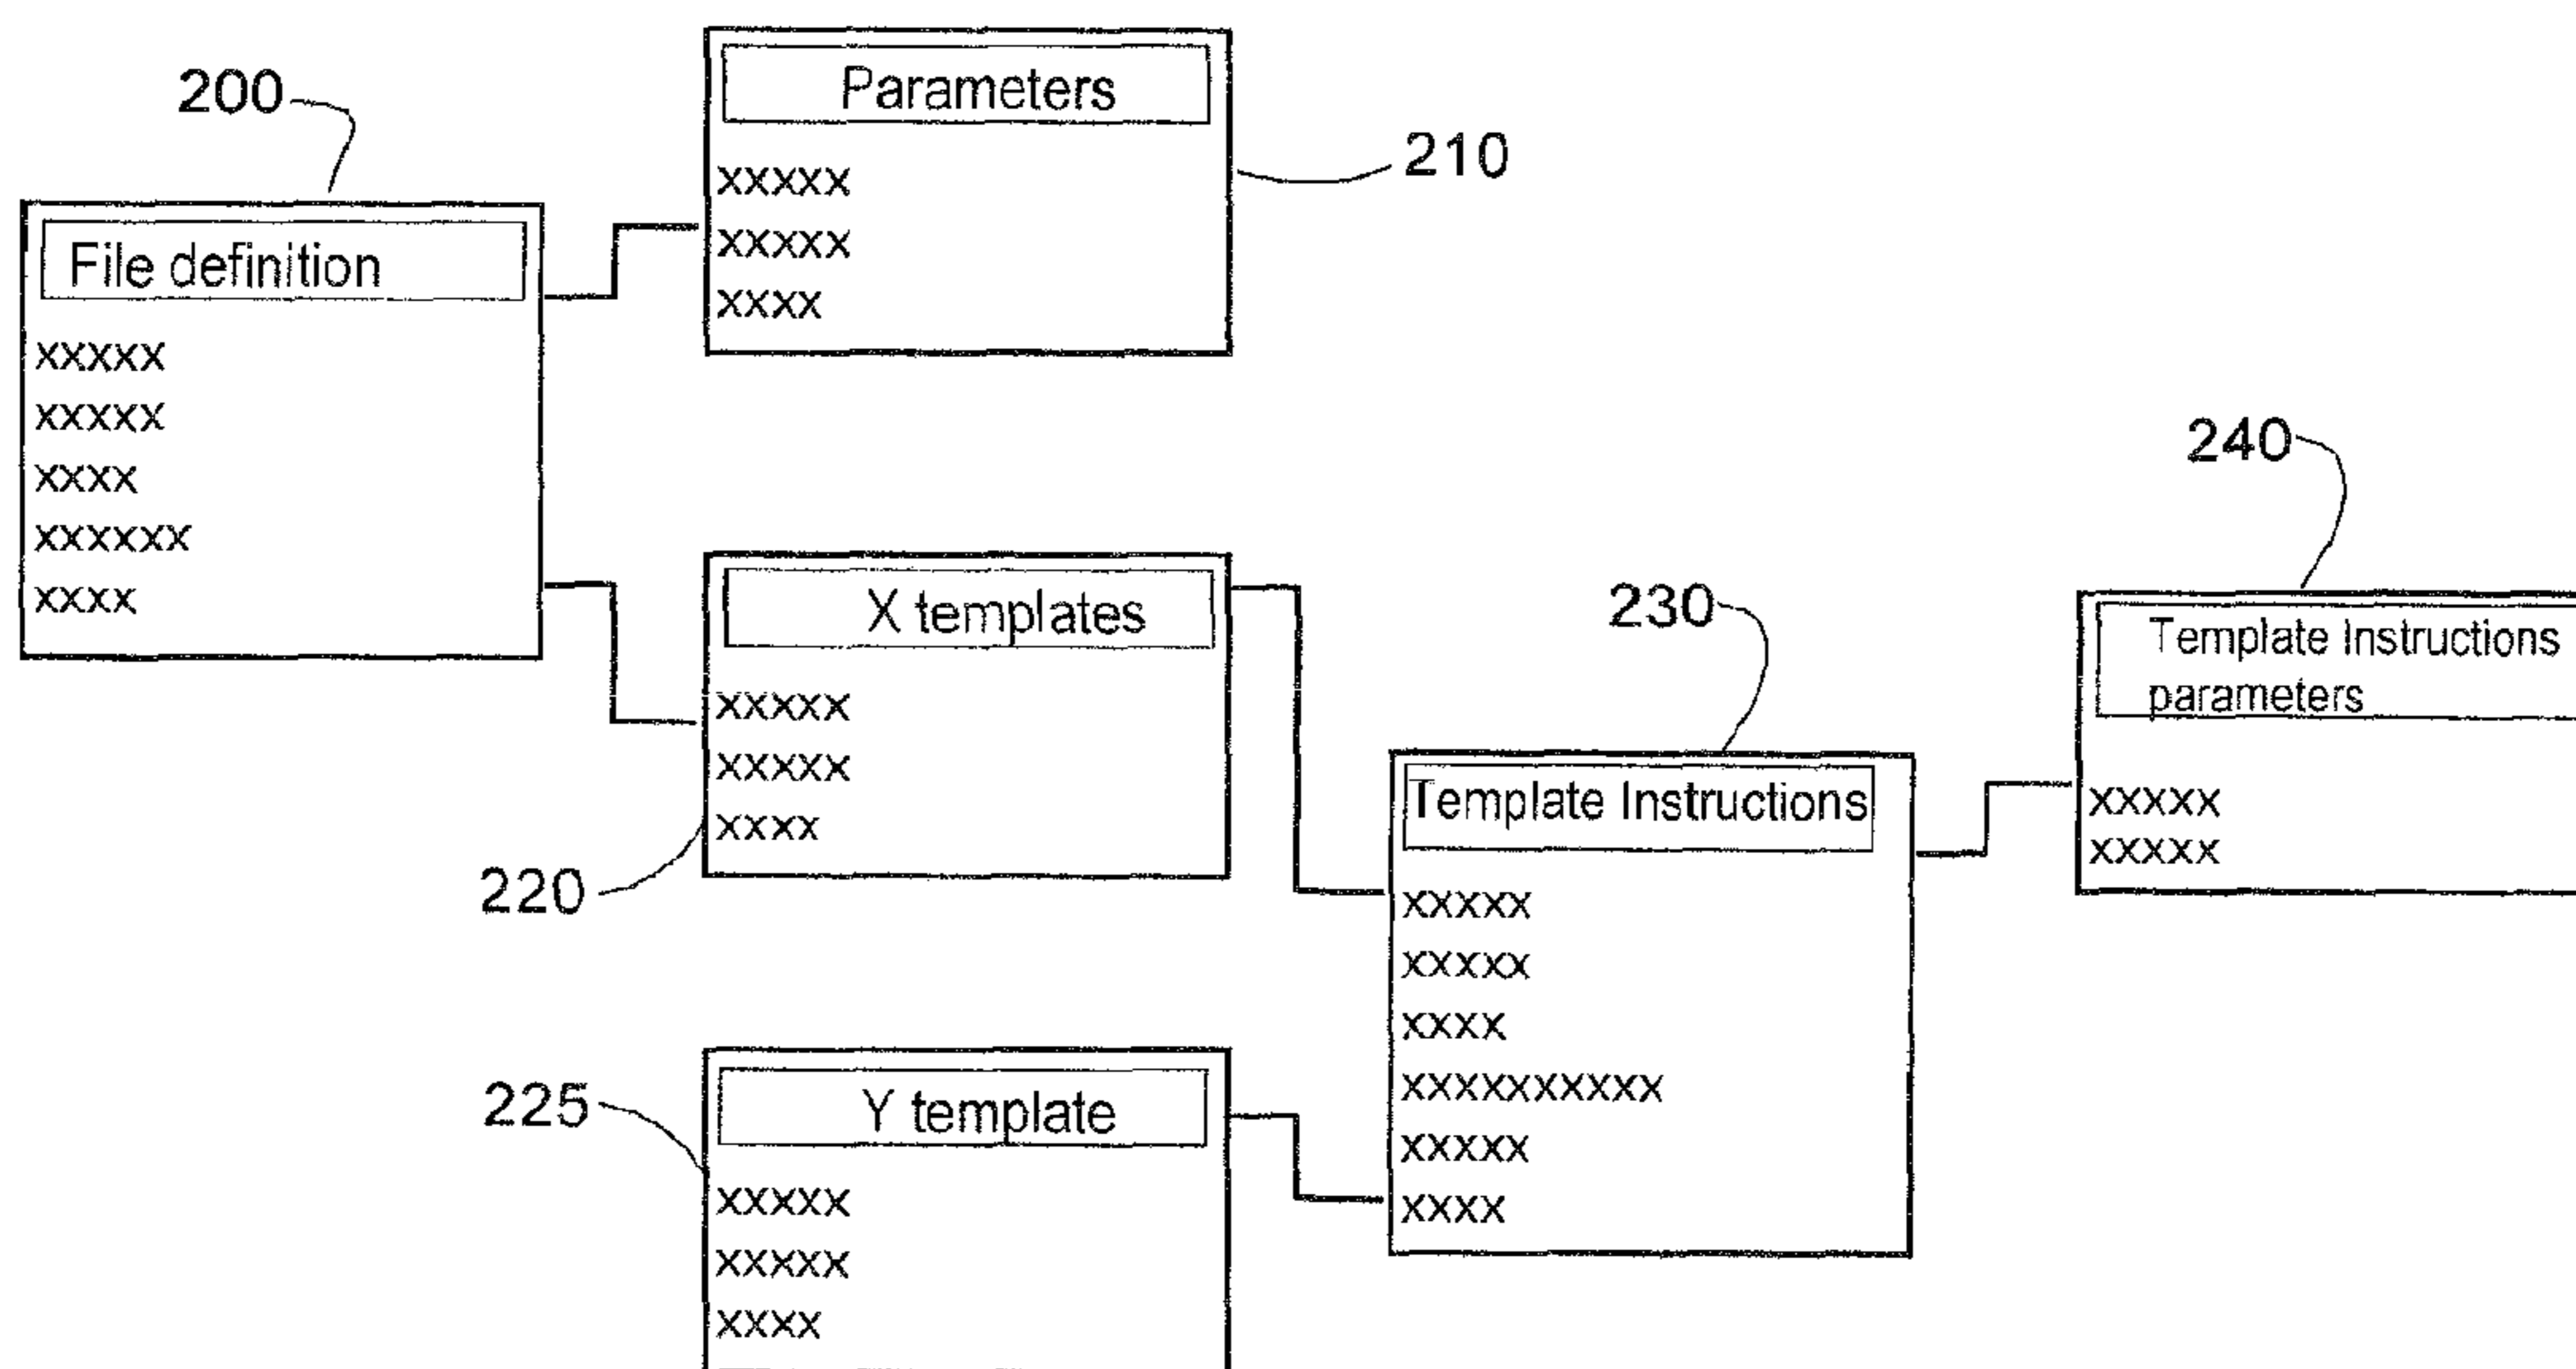 200
File definition
xxxxx
xxxxx
xxxx
xxxxxx
xxxx
Parameters
xxxxx
xxxxx
xxxx
210
X templates
xxxxx
xxxxx
xxxx
220
Y template
xxxxx
xxxxx
xxxx
225
230
Template Instructions
xxxxx
xxxxx
xxxx
xxxxxxxxxx
xxxxx
xxxx
240
Template Instructions
parameters
xxxxx
xxxxx